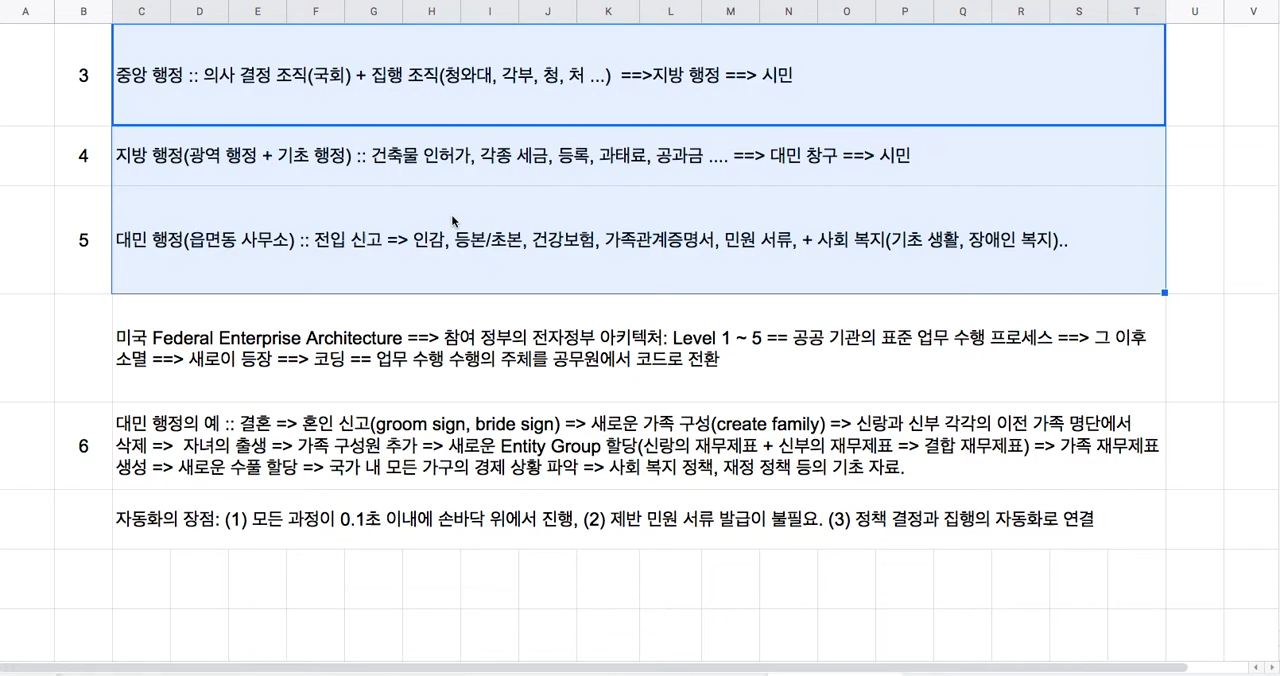 A B C D E F G H I J K L M N O P Q R S T U V
3 중앙 행정 :: 의사 결정 조직(국회) + 집행 조직(청와대, 각부, 청, 처 ...) ==>지방 행정 ==> 시민
4 지방 행정(광역 행정 + 기초 행정) :: 건축물 인허가, 각종 세금, 등록, 과태료, 공과금 .... ==> 대민 창구 ==> 시민
5 대민 행정(읍면동 사무소) :: 전입 신고 => 인감, 등본/초본, 건강보험, 가족관계증명서, 민원 서류, + 사회 복지(기초 생활, 장애인 복지)..
미국 Federal Enterprise Architecture ==> 참여 정부의 전자정부 아키텍처: Level 1 ~ 5 == 공공 기관의 표준 업무 수행 프로세스 ==> 그 이후
소멸 ==> 새로이 등장 ==> 코딩 == 업무 수행 수행의 주체를 공무원에서 코드로 전환
대민 행정의 예 :: 결혼 => 혼인 신고(groom sign, bride sign) => 새로운 가족 구성(create family) => 신랑과 신부 각각의 이전 가족 명단에서
6 삭제 => 자녀의 출생 => 가족 구성원 추가 => 새로운 Entity Group 할당(신랑의 재무제표 + 신부의 재무제표 => 결합 재무제표) => 가족 재무제표
생성 => 새로운 수풀 할당 => 국가 내 모든 가구의 경제 상황 파악 => 사회 복지 정책, 재정 정책 등의 기초 자료.
자동화의 장점: (1) 모든 과정이 0.1초 이내에 손바닥 위에서 진행, (2) 제반 민원 서류 발급이 불필요. (3) 정책 결정과 집행의 자동화로 연결